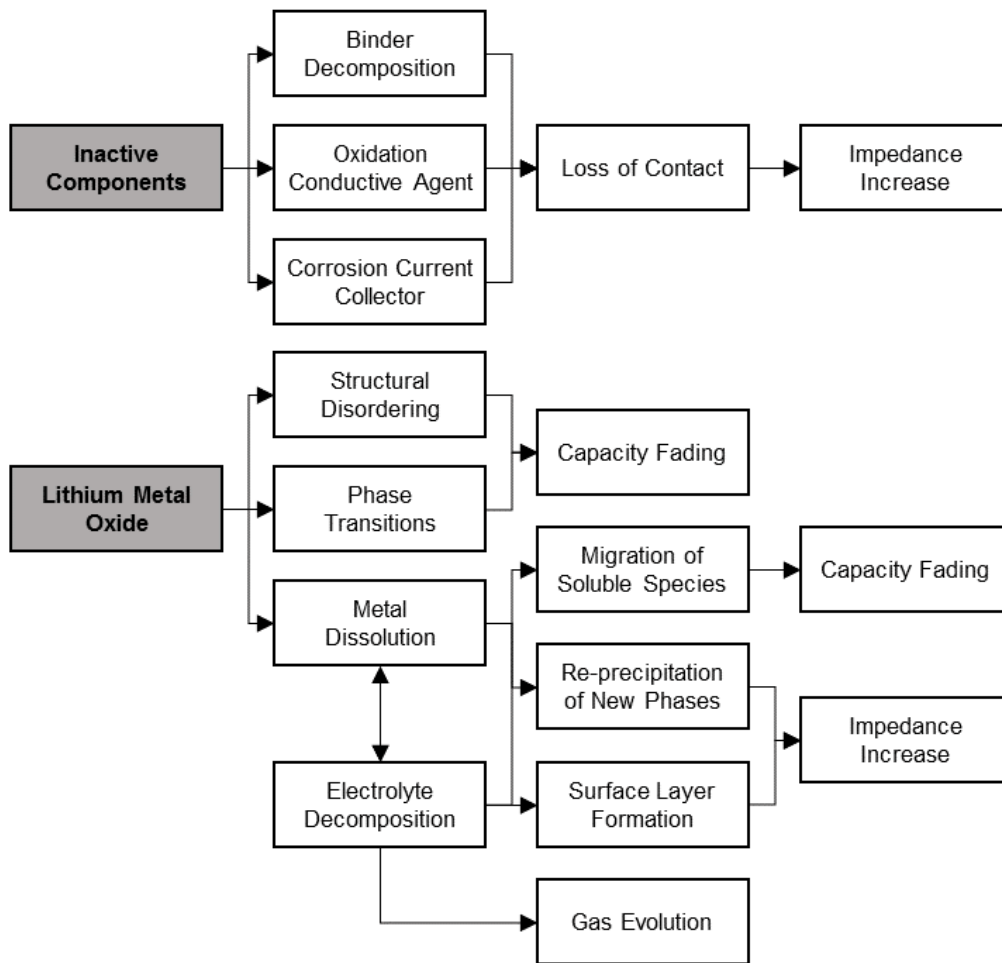 Binder
Decomposition
Inactive
Components
Oxidation
Conductive Agent
Loss of Contact
Impedance
Increase
Corrosion Current
Collector
Structural
Disordering
Capacity Fading
Lithium Metal
Oxide
Phase
Transitions
Migration of
Soluble Species
Capacity Fading
Metal
Dissolution
Re-precipitation
of New Phases
Impedance
Increase
Electrolyte
Decomposition
Surface Layer
Formation
Gas Evolution